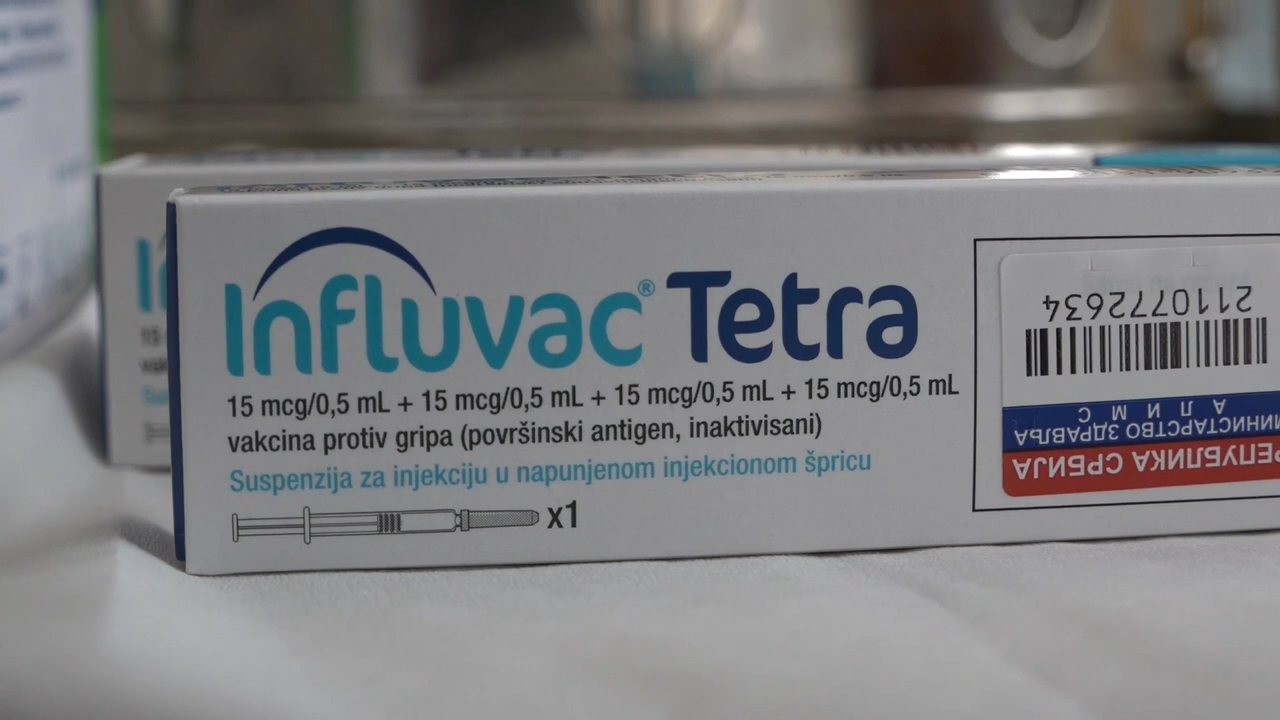 Influvac® Tetra
15 mcg/0,5 mL + 15 mcg/0,5 mL + 15 mcg/0,5 mL + 15 mcg/0,5 mL
vakcina protiv gripa (površinski antigen, inaktivisani)
Suspenzija za injekciju u napunjenom injekcionom špricu
x1
РЕПУБЛИКА СРБИЈА
МИНИСТАРСТВО ЗДРАВЉА
А Л И М С
2110772634